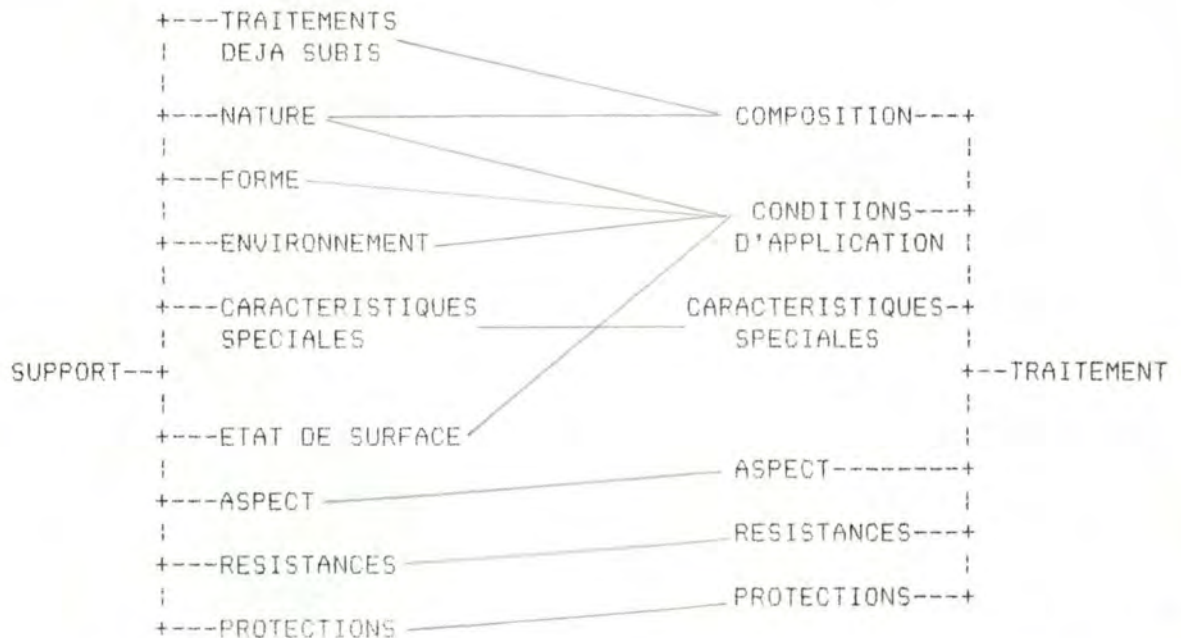 TRAITEMENTS
DEJA SUBIS
NATURE
COMPOSITION
FORME
CONDITIONS
ENVIRONNEMENT
D'APPLICATION
CARACTERISTIQUES
CARACTERISTIQUES
SPECIALES
SPECIALES
SUPPORT
TRAITEMENT
ETAT DE SURFACE
ASPECT
ASPECT
RESISTANCES
RESISTANCES
PROTECTIONS
PROTECTIONS